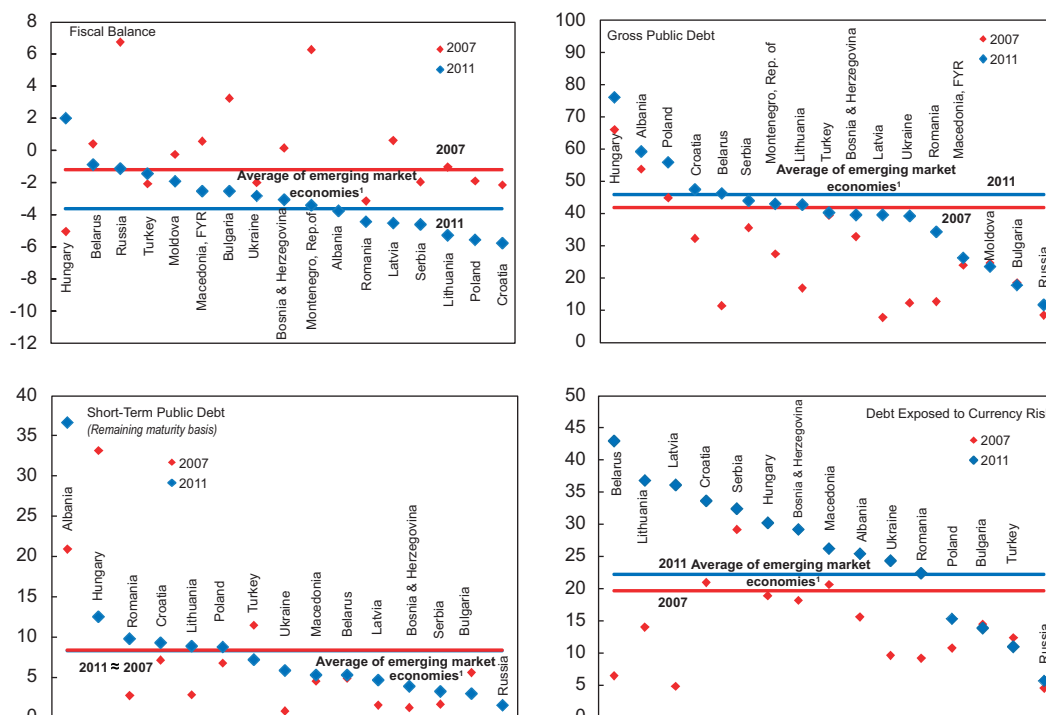 Fiscal Balance
2007
2011
8
6
4
2
0
-2
-4
-6
-8
-10
-12
2007
Average of emerging market
economies¹
2011
Hungary
Belarus
Russia
Turkey
Moldova
Macedonia, FYR
Bulgaria
Ukraine
Bosnia & Herzegovina
Montenegro, Rep. of
Albania
Romania
Latvia
Serbia
Lithuania
Poland
Croatia
Gross Public Debt
2007
2011
100
90
80
70
60
50
40
30
20
10
0
Hungary
Albania
Poland
Croatia
Belarus
Serbia
Montenegro, Rep. of
Lithuania
Turkey
Bosnia & Herzegovina
Latvia
Ukraine
Romania
Macedonia, FYR
Moldova
Bulgaria
Russia
Average of emerging market
economies¹
2011
2007
Short-Term Public Debt
(Remaining maturity basis)
2007
2011
40
35
30
25
20
15
10
5
0
Albania
Hungary
Romania
Croatia
Lithuania
Poland
Turkey
Ukraine
Macedonia
Belarus
Latvia
Bosnia & Herzegovina
Serbia
Bulgaria
Russia
2011 ≈ 2007
Average of emerging market
economies¹
Debt Exposed to Currency Ris
2007
2011
50
45
40
35
30
25
20
15
10
5
0
Belarus
Lithuania
Latvia
Croatia
Serbia
Hungary
Bosnia & Herzegovina
Macedonia
Albania
Ukraine
Romania
Poland
Bulgaria
Turkey
Russia
2011 Average of emerging market
economies¹
2007